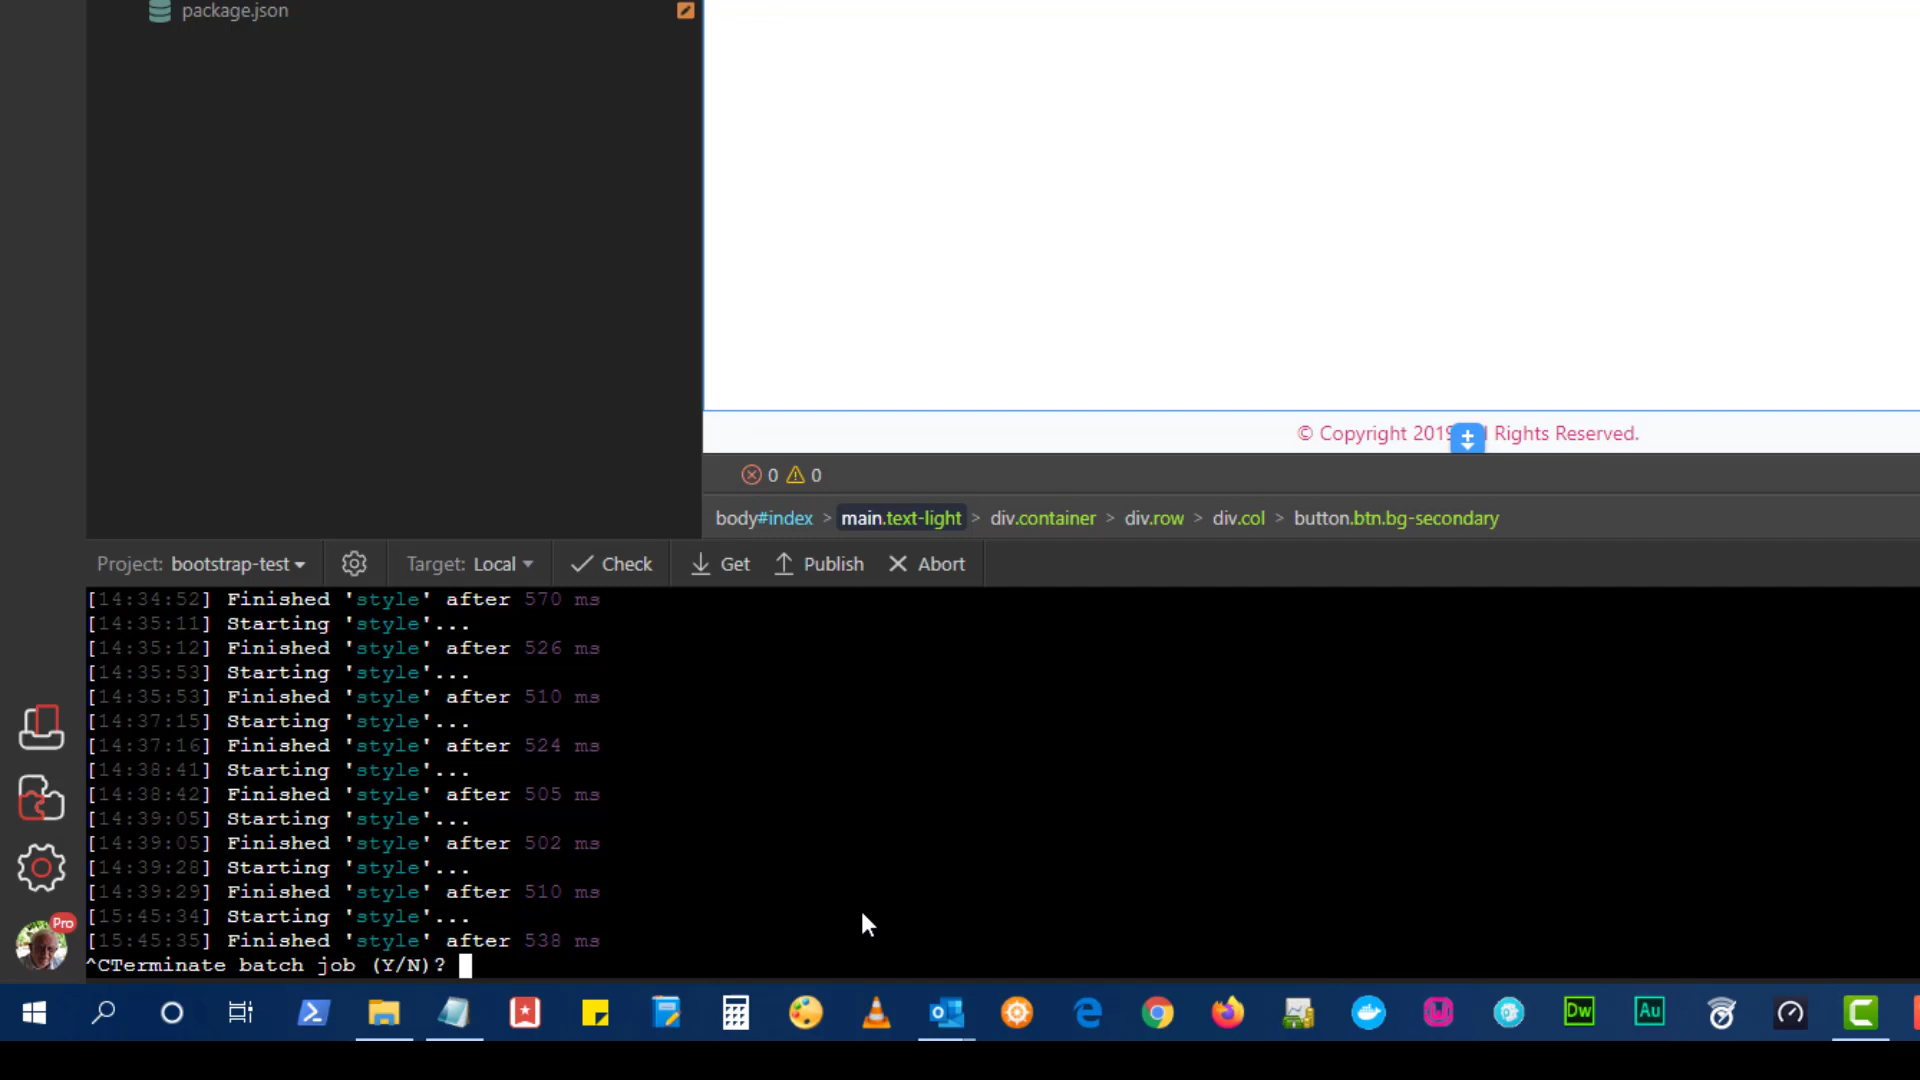 package.json
© Copyright 2019 Rights Reserved.
0 0
body#index > main.text-light > div.container > div.row > div.col > button.btn.bg-secondary
Project: bootstrap-test Target: Local Check Get Publish Abort
[14:34:52] Finished 'style' after 570 ms
[14:35:11] Starting 'style'...
[14:35:12] Finished 'style' after 526 ms
[14:35:53] Starting 'style'...
[14:35:53] Finished 'style' after 510 ms
[14:37:15] Starting 'style'...
[14:37:16] Finished 'style' after 524 ms
[14:38:41] Starting 'style'...
[14:38:42] Finished 'style' after 505 ms
[14:39:05] Starting 'style'...
[14:39:05] Finished 'style' after 502 ms
[14:39:28] Starting 'style'...
[14:39:29] Finished 'style' after 510 ms
Pro
[15:45:34] Starting 'style'...
[15:45:35] Finished 'style' after 538 ms
^CTerminate batch job (Y/N)?
Dw Au